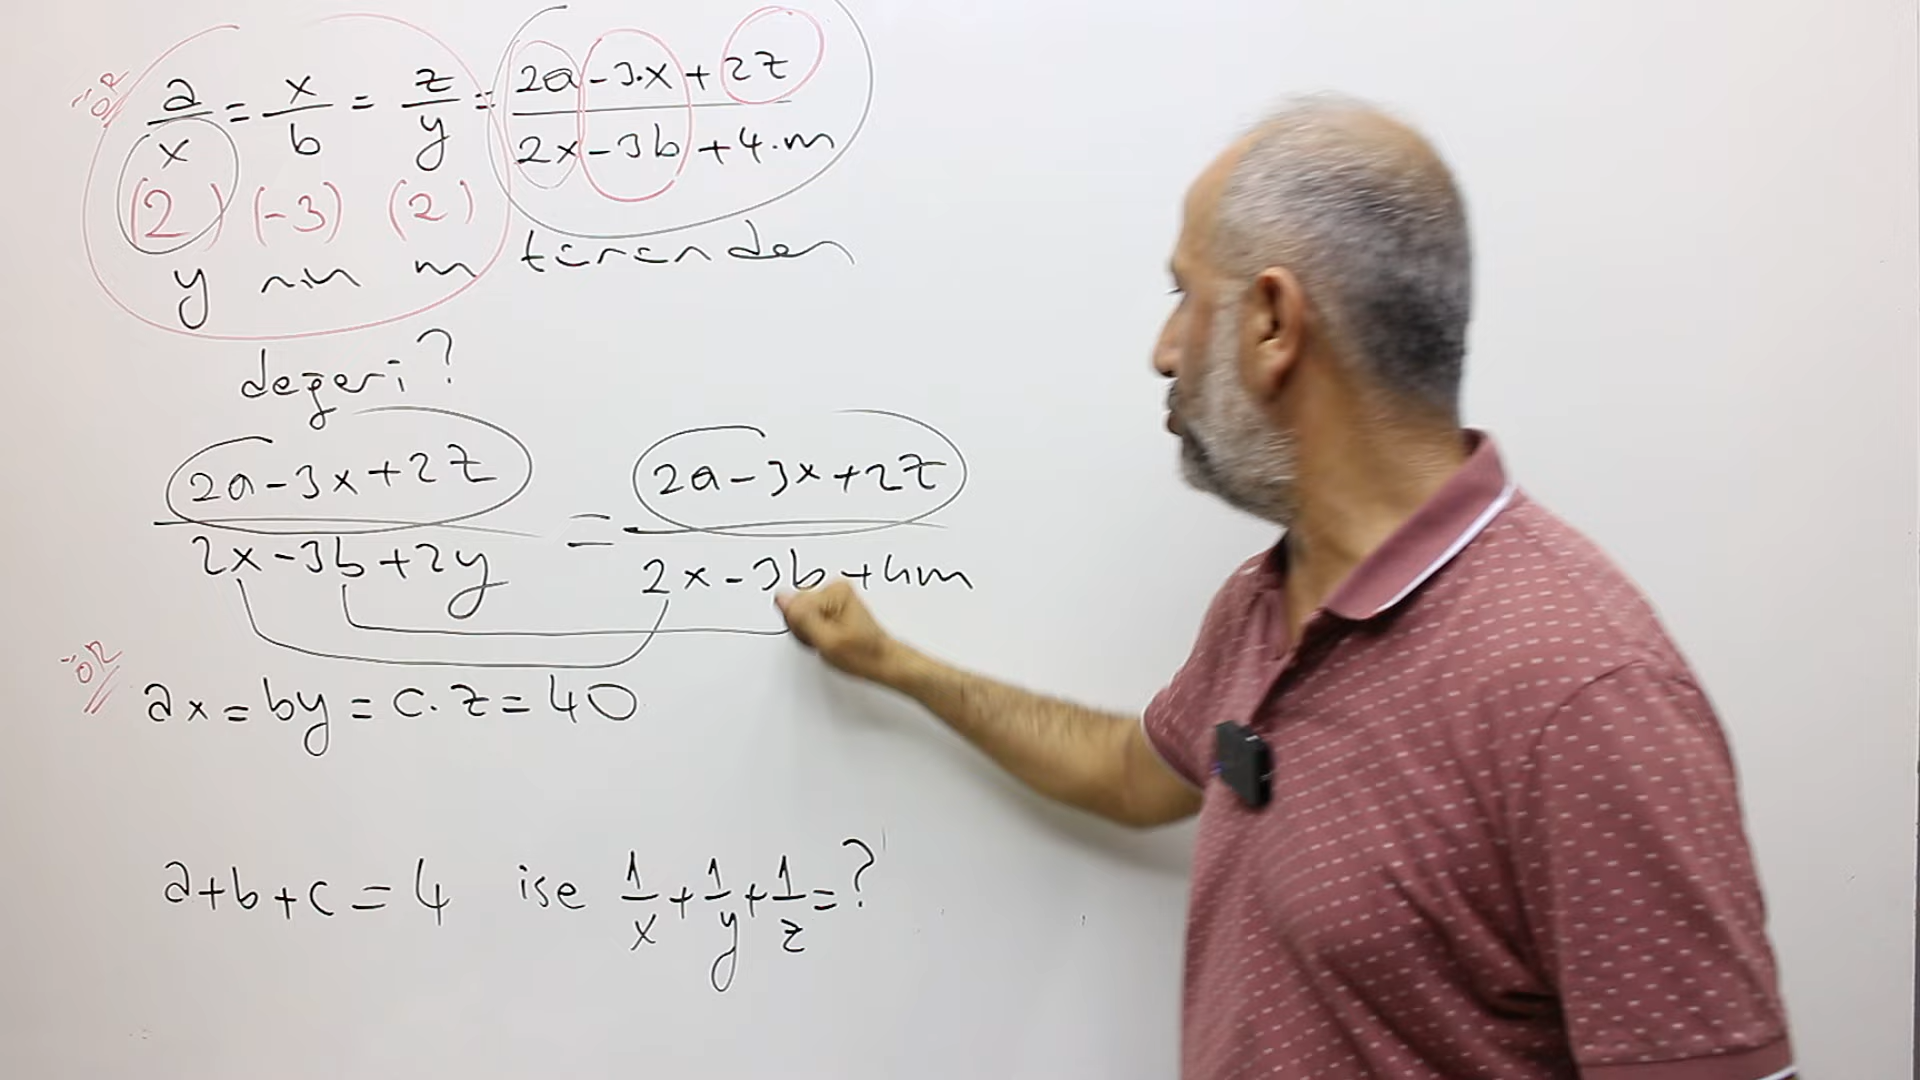 ÖR a/x = x/b = z/y = (2a-3·x+2z)/(2x-3b+4·m)
(2) (-3) (2)
y nin m türünden
değeri?
(2a-3x+2z)/(2x-3b+2y) = (2a-3x+2z)/(2x-3b+4m)
ÖR ax=by=c.z=40
a+b+c=4 ise 1/x+1/y+1/z=?